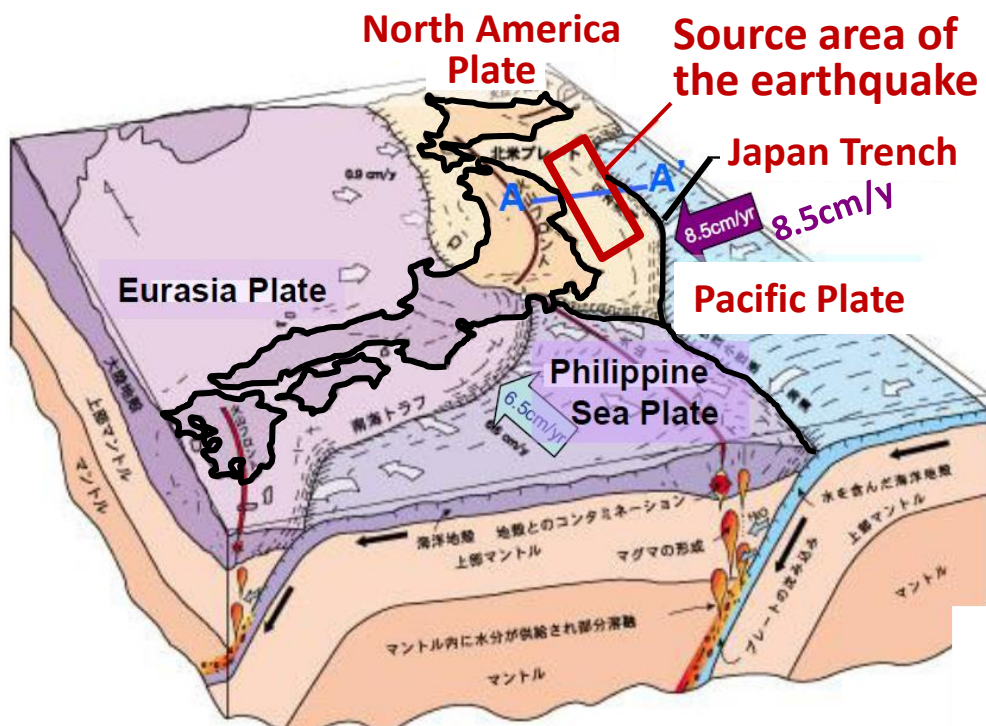 North America
Plate
Source area of
the earthquake
北米プレート
Japan Trench
A
A'
0.9 cm/y
8.5cm/yr
8.5cm/y
Eurasia Plate
Pacific Plate
Philippine
Sea Plate
6.5cm/yr
南海トラフ
大陸地殻
上部マントル
マントル
海洋地殻
地殻とのコンタミネーション
上部マントル
マグマの形成
水を含んだ海洋地殻
上部マントル
プレートの沈み込み
マントル
マントル内に水分が供給され部分溶融
マントル